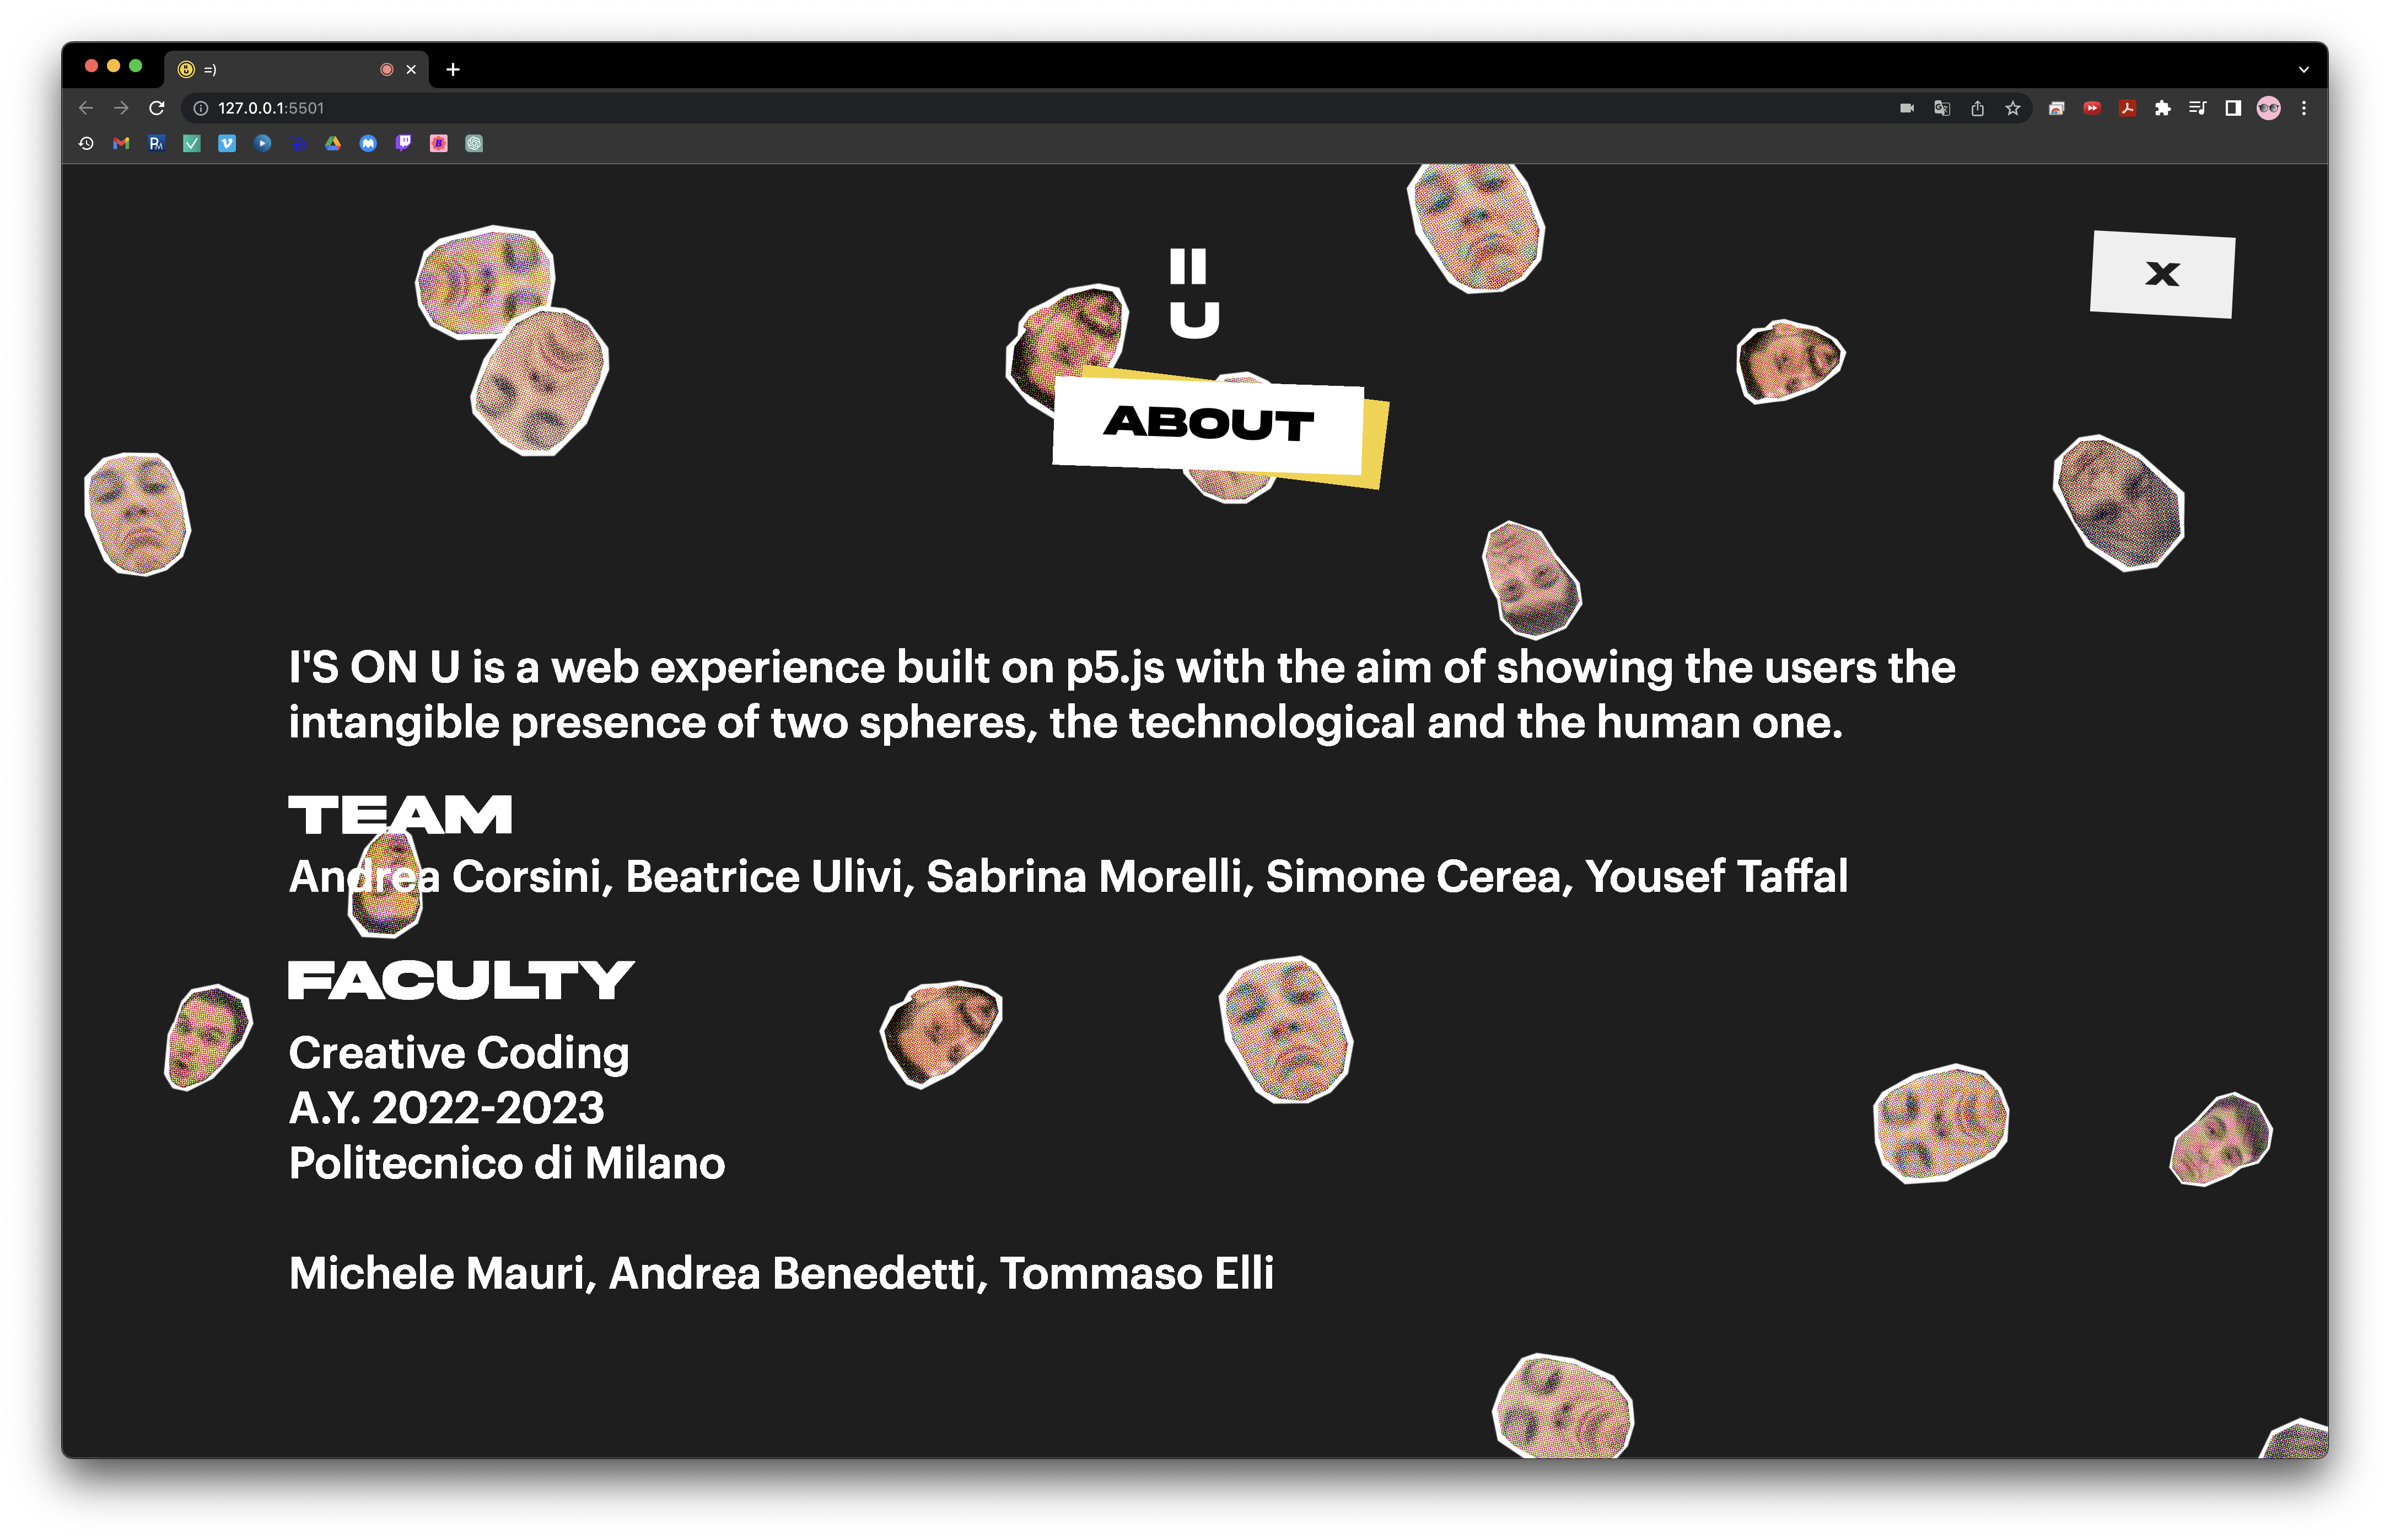 =)
127.0.0.1:5501
II
U
X
ABOUT
I'S ON U is a web experience built on p5.js with the aim of showing the users the
intangible presence of two spheres, the technological and the human one.
TEAM
Andrea Corsini, Beatrice Ulivi, Sabrina Morelli, Simone Cerea, Yousef Taffal
FACULTY
Creative Coding
A.Y. 2022-2023
Politecnico di Milano
Michele Mauri, Andrea Benedetti, Tommaso Elli